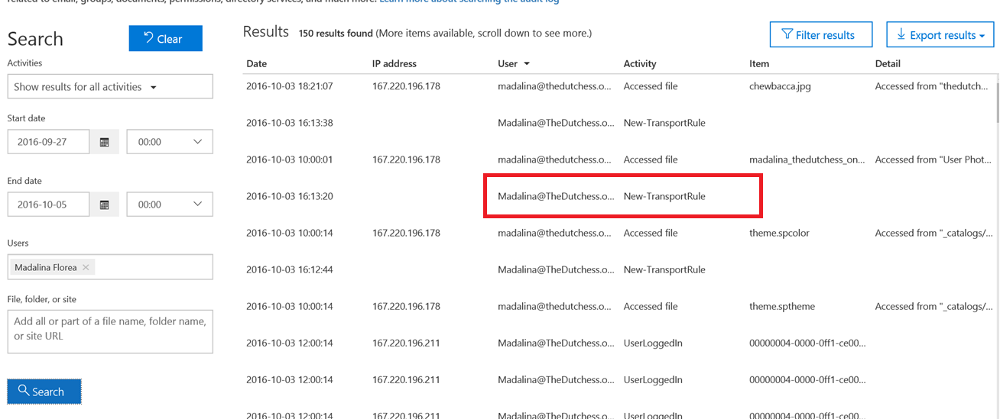 related to email, groups, documents, permissions, directory services, and much more. Learn more about searching the audit log
Search
Clear
Activities
Show results for all activities
Start date
2016-09-27
00:00
End date
2016-10-05
00:00
Users
Madalina Florea ×
File, folder, or site
Add all or part of a file name, folder name,
or site URL
Search
Results 150 results found (More items available, scroll down to see more.)
Filter results
Export results
Date IP address User Activity Item Detail
2016-10-03 18:21:07 167.220.196.178 madalina@thedutchess.o... Accessed file chewbacca.jpg Accessed from "thedutch...
2016-10-03 16:13:38 Madalina@TheDutchess.o... New-TransportRule
2016-10-03 10:00:01 167.220.196.178 madalina@thedutchess.o... Accessed file madalina_thedutchess_on... Accessed from "User Phot...
2016-10-03 16:13:20 Madalina@TheDutchess.o... New-TransportRule
2016-10-03 10:00:14 167.220.196.178 madalina@thedutchess.o... Accessed file theme.spcolor Accessed from "_catalogs/...
2016-10-03 16:12:44 Madalina@TheDutchess.o... New-TransportRule
2016-10-03 10:00:14 167.220.196.178 madalina@thedutchess.o... Accessed file theme.sptheme Accessed from "_catalogs/...
2016-10-03 12:00:14 167.220.196.211 Madalina@TheDutchess.o... UserLoggedIn 00000004-0000-0ff1-ce00...
2016-10-03 12:00:14 167.220.196.211 Madalina@TheDutchess.o... UserLoggedIn 00000004-0000-0ff1-ce00...
2016-10-03 12:00:14 167.220.196.211 Madalina@TheDutchess.o... UserLoggedIn 00000004-0000-0ff1-ce00...